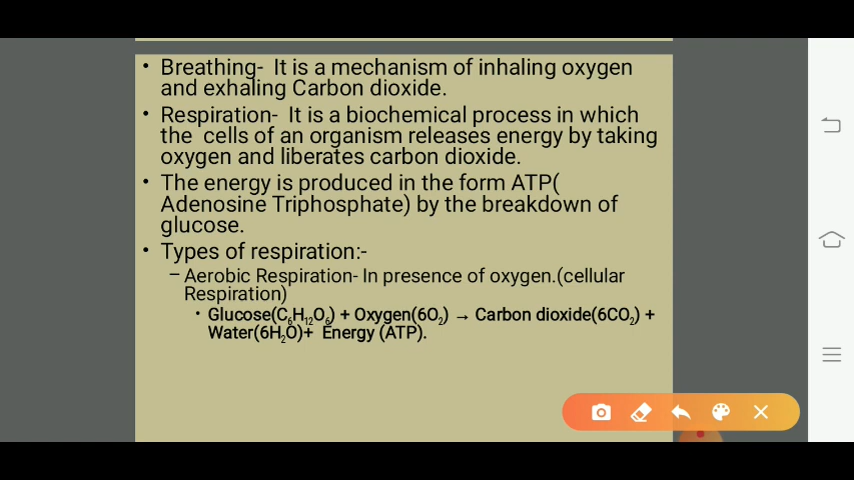 • Breathing- It is a mechanism of inhaling oxygen
and exhaling Carbon dioxide.
• Respiration- It is a biochemical process in which
the cells of an organism releases energy by taking
oxygen and liberates carbon dioxide.
• The energy is produced in the form ATP(
Adenosine Triphosphate) by the breakdown of
glucose.
• Types of respiration:-
– Aerobic Respiration- In presence of oxygen.(cellular
Respiration)
• Glucose(C₆H₁₂O₆) + Oxygen(6O₂) → Carbon dioxide(6CO₂) +
Water(6H₂O)+ Energy (ATP).